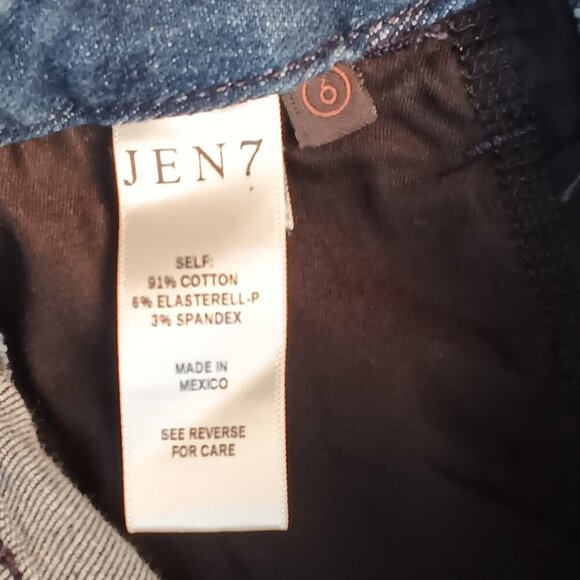 6
JEN7
SELF:
91% COTTON
6% ELASTERELL-P
3% SPANDEX
MADE IN
MEXICO
SEE REVERSE
FOR CARE